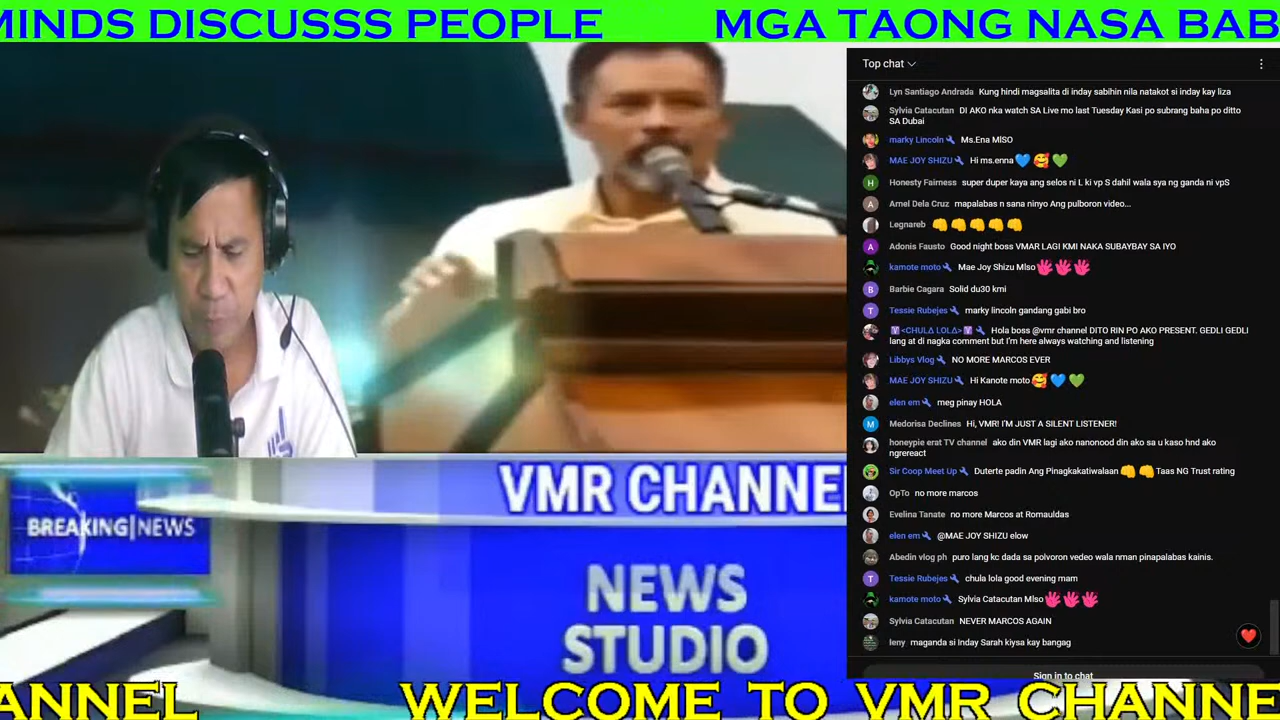 MINDS DISCUSSS PEOPLE MGA TAONG NASA BAB
Top chat
Lyn Santiago Andrada Kung hindi magsalita di inday sabihin nila natakot si inday kay liza
Sylvia Catacutan DI AKO nka watch SA Live mo last Tuesday Kasi po subrang baha po ditto
SA Dubai
marky Lincoln Ms.Ena MlSO
MAE JOY SHIZU Hi ms.enna💙🥰💚
Honesty Fairness super duper kaya ang selos ni L ki vp S dahil wala sya ng ganda ni vpS
Amel Dela Cruz mapalabas n sana ninyo Ang pulboron video...
Legnareb 👊👊👊👊👊
Adonis Fausto Good night boss VMAR LAGI KMI NAKA SUBAYBAY SA IYO
kamote moto Mae Joy Shizu Mlso
Barbie Cagara Solid du30 kmi
Tessie Rubejes marky lincoln gandang gabi bro
<CHULA LOLA> Hola boss @vmr channel DITO RIN PO AKO PRESENT. GEDLI GEDLI
lang at di nagka comment but I'm here always watching and listening
Libbys Vlog NO MORE MARCOS EVER
MAE JOY SHIZU Hi Kanote moto🥰💙💚
elen em meg pinay HOLA
Medorisa Declines Hi, VMR! I'M JUST A SILENT LISTENER!
honeypie erat TV channel ako din VMR lagi ako nanonood din ako sa u kaso hnd ako
ngrereact
Sir Coop Meet Up Duterte padin Ang Pinagkakatiwalaan 👊👊 Taas NG Trust rating
OpTo no more marcos
Evelina Tanate no more Marcos at Romauldas
elen em @MAE JOY SHIZU elow
Abedin vlog ph puro lang kc dada sa polvoron vedeo wala nman pinapalabas kainis.
Tessie Rubejes chula lola good evening mam
kamote moto Sylvia Catacutan Mlso
Sylvia Catacutan NEVER MARCOS AGAIN
leny maganda si Inday Sarah kiysa kay bangag
Sign in to chat
VMR CHANNEL
BREAKING|NEWS
NEWS
STUDIO
ANNEL WELCOME TO VMR CHANNE